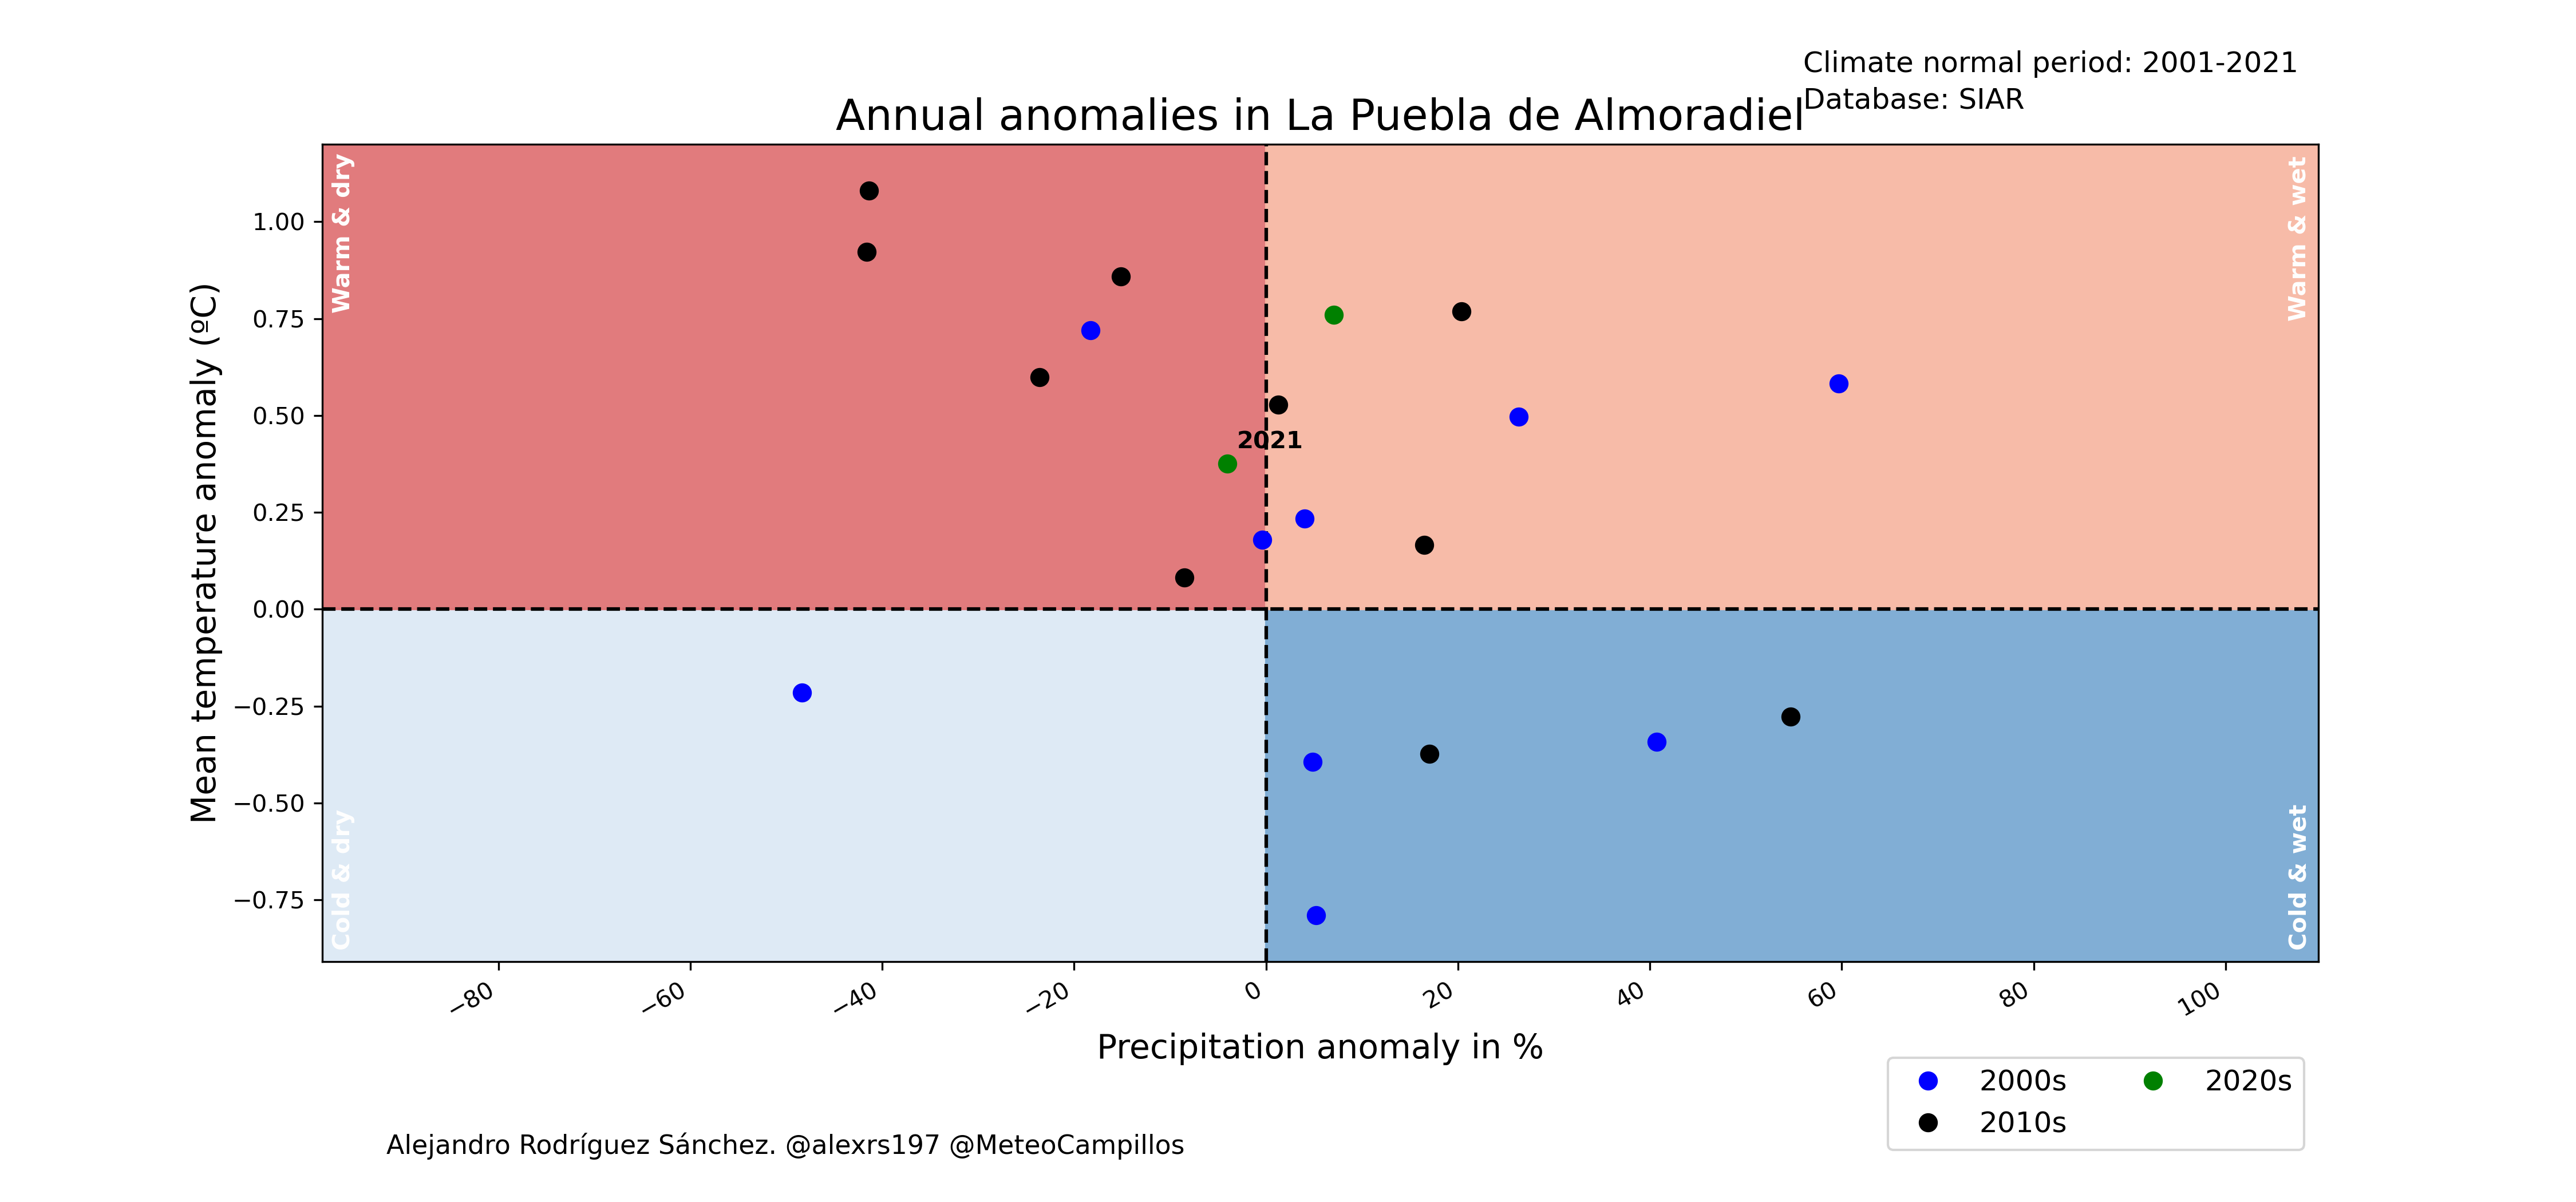 Climate normal period: 2001-2021
Database: SIAR
Annual anomalies in La Puebla de Almoradiel
Warm & dry
Warm & wet
Mean temperature anomaly (ºC)
1.00
0.75
0.50
0.25
0.00
−0.25
−0.50
−0.75
2021
Cold & dry
Cold & wet
−80
−60
−40
−20
0
20
40
60
80
100
Precipitation anomaly in %
2000s
2010s
2020s
Alejandro Rodríguez Sánchez. @alexrs197 @MeteoCampillos